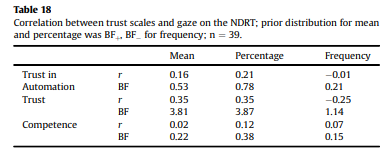 Table 18
Correlation between trust scales and gaze on the NDRT; prior distribution for mean
and percentage was BF₊, BF₋ for frequency; n = 39.
Mean Percentage Frequency
Trust in r 0.16 0.21 −0.01
Automation BF 0.53 0.78 0.21
Trust r 0.35 0.35 −0.25
BF 3.81 3.87 1.14
Competence r 0.02 0.12 0.07
BF 0.22 0.38 0.15